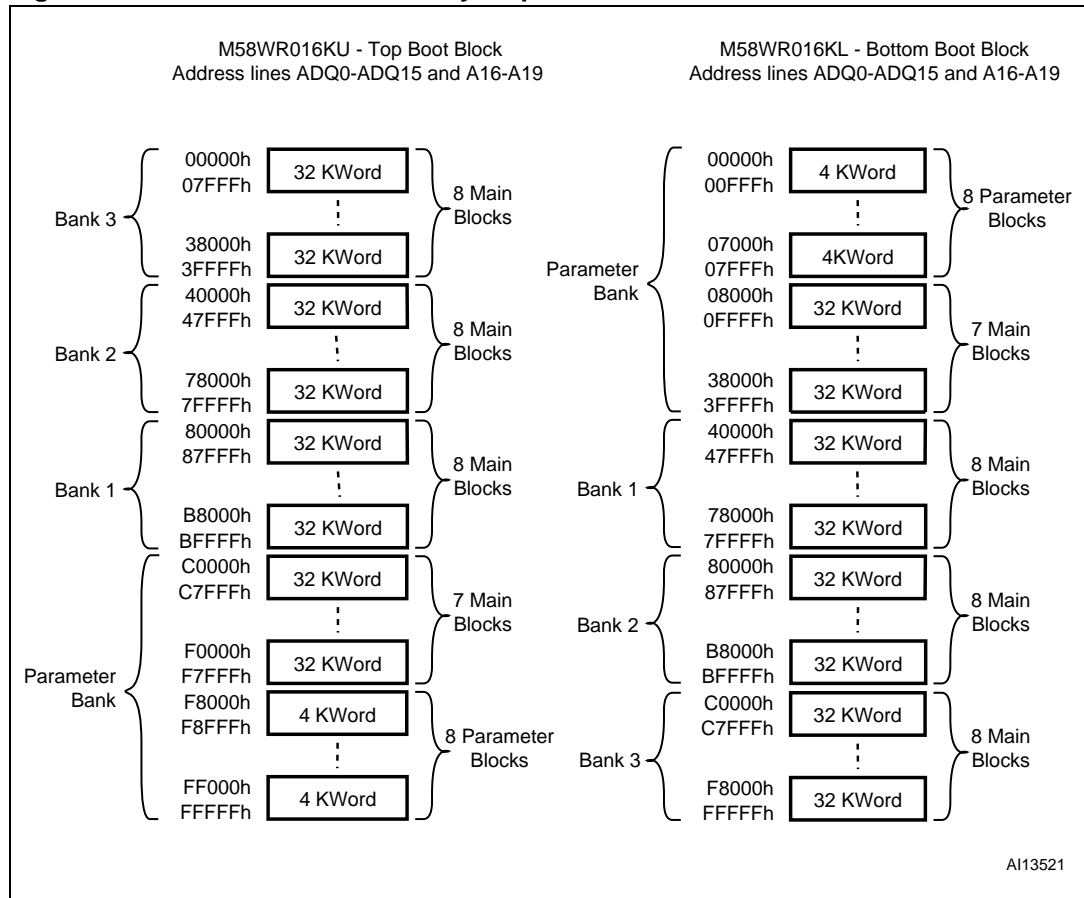 M58WR016KU - Top Boot Block
Address lines ADQ0-ADQ15 and A16-A19
Bank 3
00000h
07FFFh
32 KWord
38000h
3FFFFh
32 KWord
8 Main
Blocks
Bank 2
40000h
47FFFh
32 KWord
78000h
7FFFFh
32 KWord
8 Main
Blocks
Bank 1
80000h
87FFFh
32 KWord
B8000h
BFFFFh
32 KWord
8 Main
Blocks
Parameter
Bank
C0000h
C7FFFh
32 KWord
F0000h
F7FFFh
32 KWord
7 Main
Blocks
F8000h
F8FFFh
4 KWord
FF000h
FFFFFh
4 KWord
8 Parameter
Blocks
M58WR016KL - Bottom Boot Block
Address lines ADQ0-ADQ15 and A16-A19
Parameter
Bank
00000h
00FFFh
4 KWord
07000h
07FFFh
4KWord
8 Parameter
Blocks
08000h
0FFFFh
32 KWord
38000h
3FFFFh
32 KWord
7 Main
Blocks
Bank 1
40000h
47FFFh
32 KWord
78000h
7FFFFh
32 KWord
8 Main
Blocks
Bank 2
80000h
87FFFh
32 KWord
B8000h
BFFFFh
32 KWord
8 Main
Blocks
Bank 3
C0000h
C7FFFh
32 KWord
F8000h
FFFFFh
32 KWord
8 Main
Blocks
AI13521